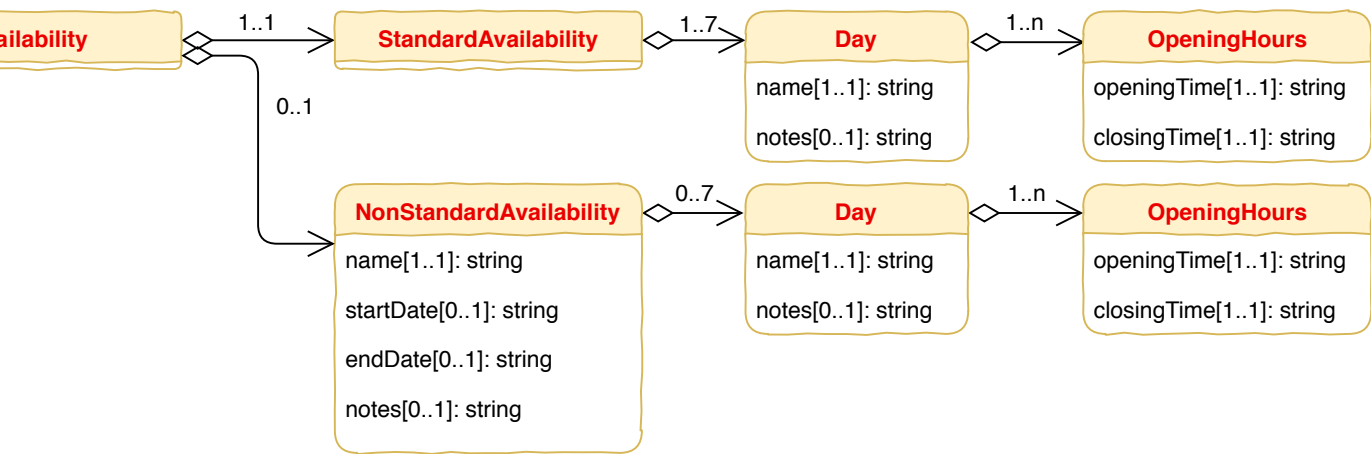 ailability
1..1
StandardAvailability
1..7
Day
1..n
OpeningHours
name[1..1]: string
openingTime[1..1]: string
0..1
notes[0..1]: string
closingTime[1..1]: string
NonStandardAvailability
0..7
Day
1..n
OpeningHours
name[1..1]: string
name[1..1]: string
openingTime[1..1]: string
startDate[0..1]: string
notes[0..1]: string
closingTime[1..1]: string
endDate[0..1]: string
notes[0..1]: string